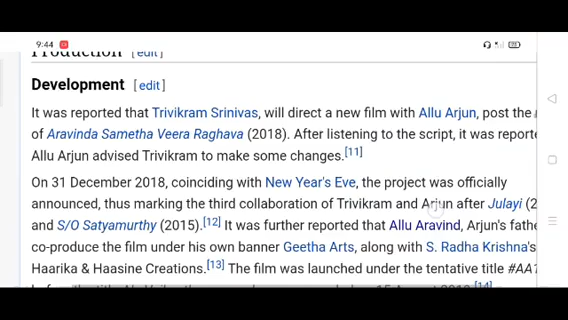 9:44
Production [edit]
Development [edit]
It was reported that Trivikram Srinivas, will direct a new film with Allu Arjun, post the
of Aravinda Sametha Veera Raghava (2018). After listening to the script, it was reporte
Allu Arjun advised Trivikram to make some changes.[11]
On 31 December 2018, coinciding with New Year's Eve, the project was officially
announced, thus marking the third collaboration of Trivikram and Arjun after Julayi (2
and S/O Satyamurthy (2015).[12] It was further reported that Allu Aravind, Arjun's fathe
co-produce the film under his own banner Geetha Arts, along with S. Radha Krishna's
Haarika & Haasine Creations.[13] The film was launched under the tentative title #AA1